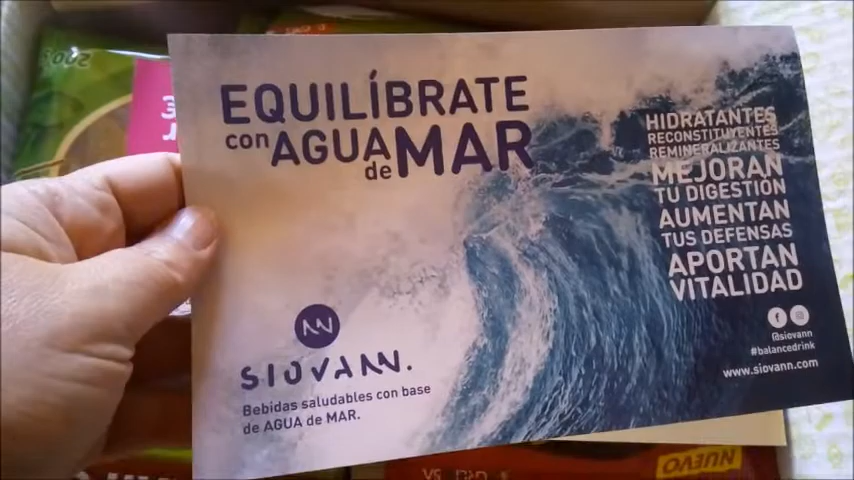 Soria
EQUILÍBRATE
con AGUA
de MAR
HIDRATANTES
RECONSTITUYENTES
REMINERALIZANTES
MEJORAN
TU DIGESTIÓN
AUMENTAN
TUS DEFENSAS
APORTAN
VITALIDAD
SIOVANN.
Bebidas saludables con base
de AGUA de MAR.
@siovann
#balancedrink
www.siovann.com
NUEVO